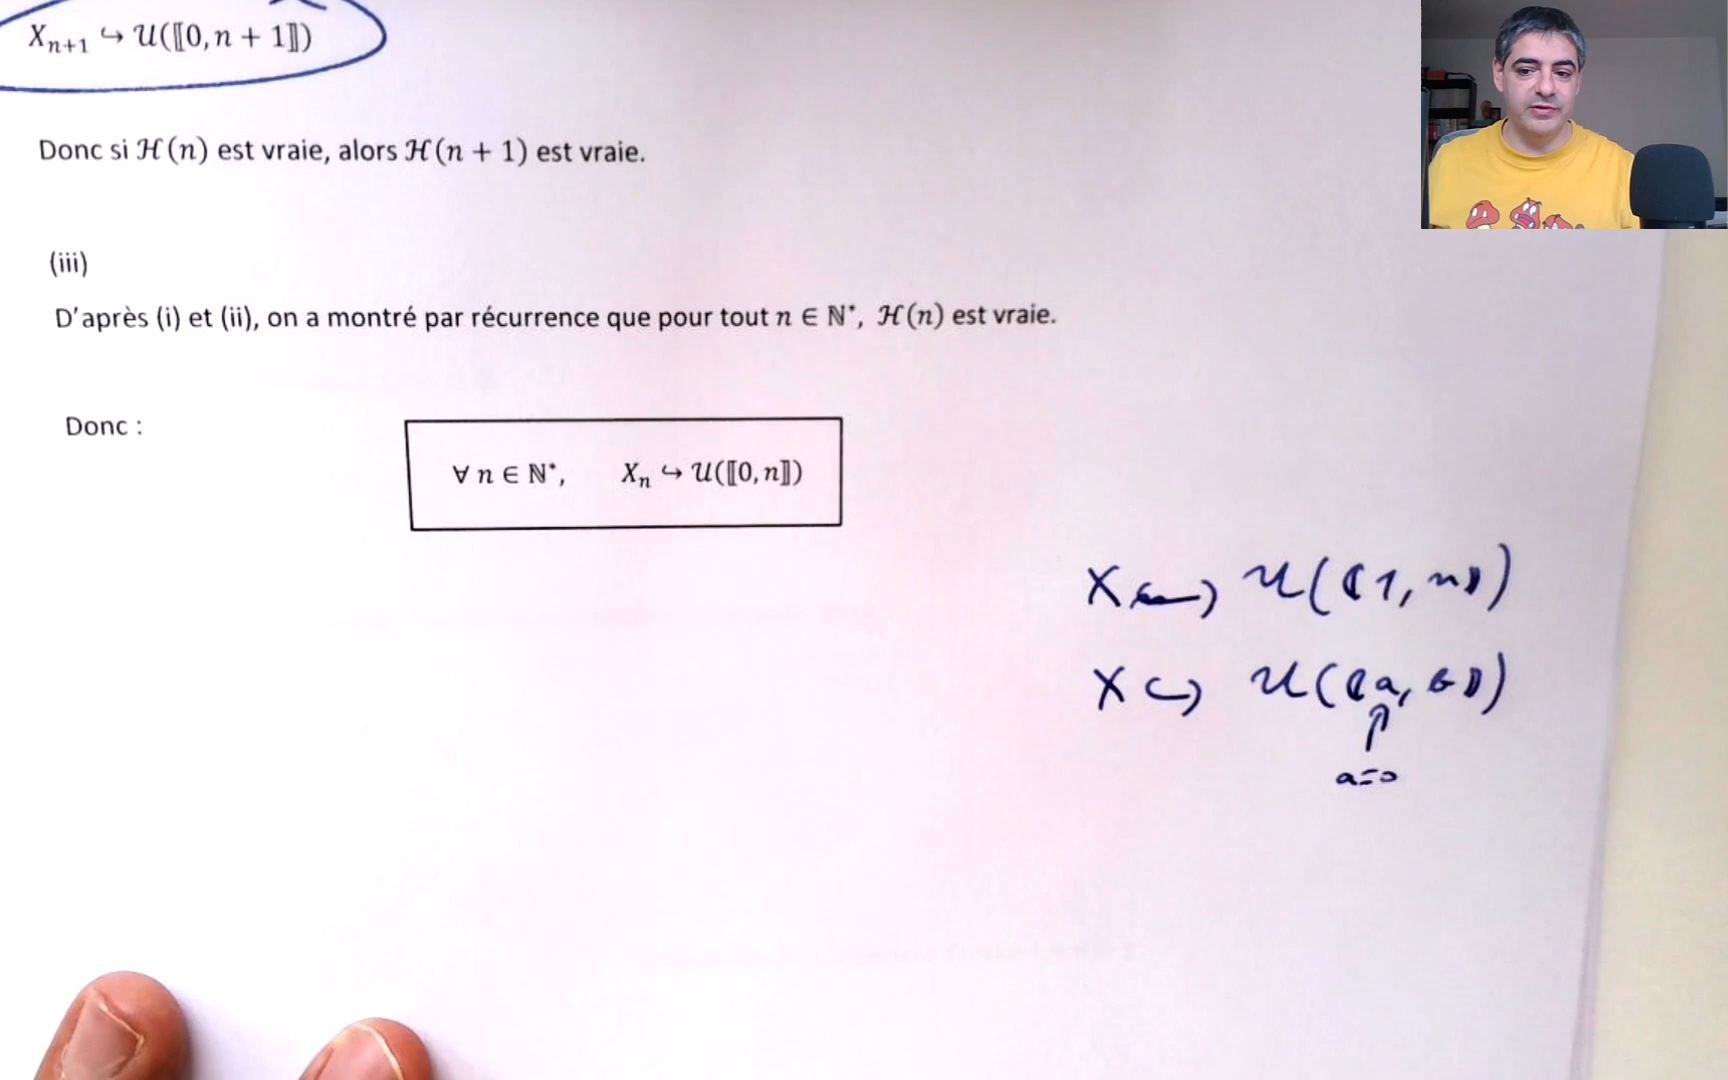 Xₙ₊₁ ↪ 𝒰(⟦0, n + 1⟧)
Donc si ℋ(n) est vraie, alors ℋ(n + 1) est vraie.
(iii)
D'après (i) et (ii), on a montré par récurrence que pour tout n ∈ ℕ*, ℋ(n) est vraie.
Donc :
∀ n ∈ ℕ*, Xₙ ↪ 𝒰(⟦0, n⟧)
X ↪ 𝒰(⟦1, n⟧)
X ↪ 𝒰(⟦a, b⟧)
⇑
a=0